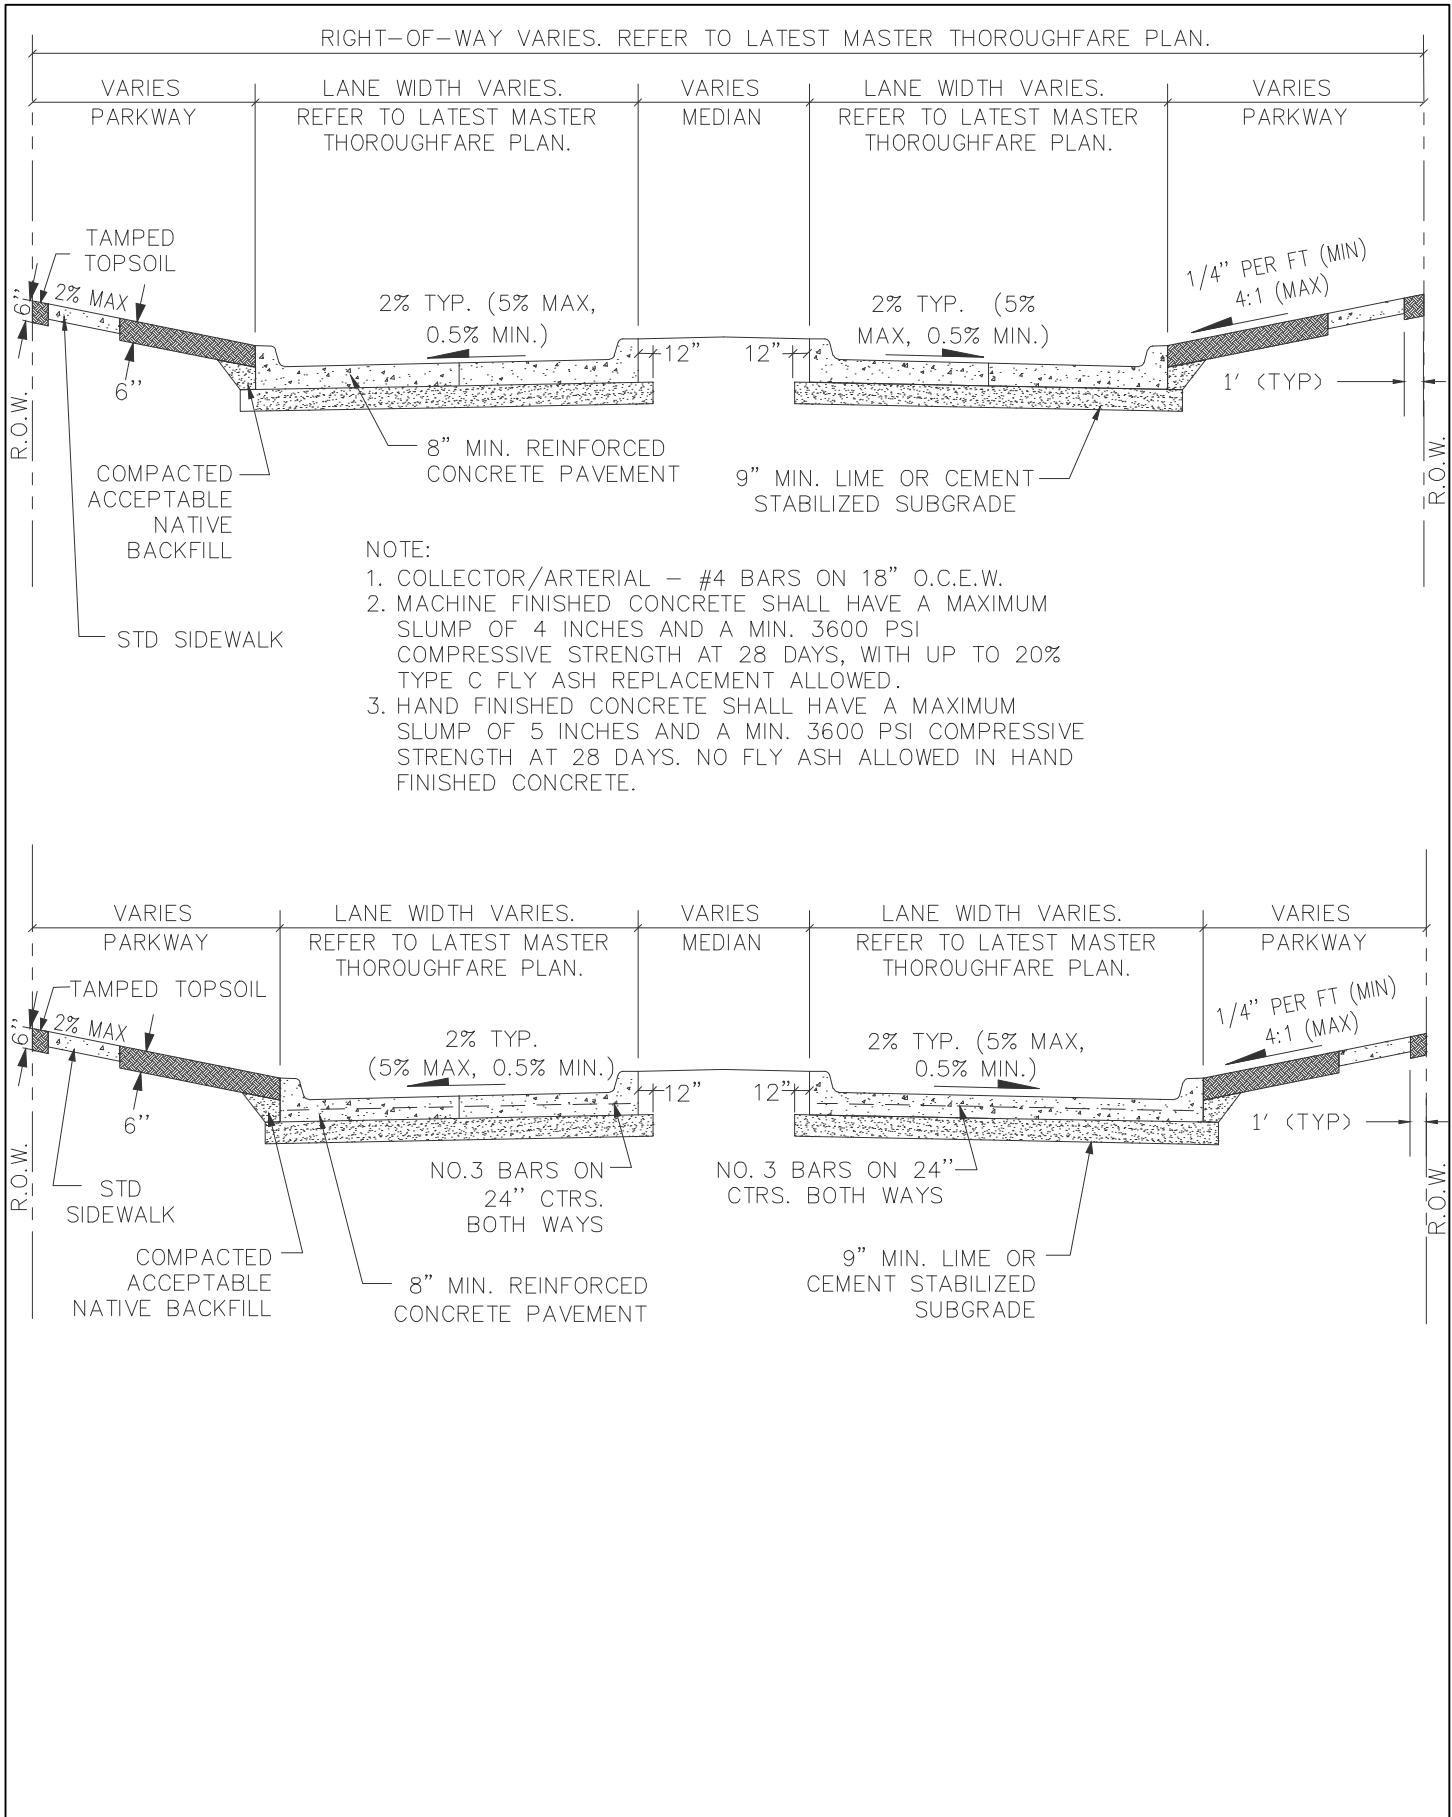 RIGHT-OF-WAY VARIES. REFER TO LATEST MASTER THOROUGHFARE PLAN.
VARIES
PARKWAY
LANE WIDTH VARIES.
REFER TO LATEST MASTER
THOROUGHFARE PLAN.
VARIES
MEDIAN
LANE WIDTH VARIES.
REFER TO LATEST MASTER
THOROUGHFARE PLAN.
VARIES
PARKWAY
TAMPED
TOPSOIL
6"
2% MAX
2% TYP. (5% MAX,
0.5% MIN.)
2% TYP. (5%
MAX, 0.5% MIN.)
1/4" PER FT (MIN)
4:1 (MAX)
12"
12"
6"
1' (TYP)
R.O.W.
R.O.W.
8" MIN. REINFORCED
CONCRETE PAVEMENT
COMPACTED
ACCEPTABLE
NATIVE
BACKFILL
9" MIN. LIME OR CEMENT
STABILIZED SUBGRADE
STD SIDEWALK
NOTE:
1. COLLECTOR/ARTERIAL - #4 BARS ON 18" O.C.E.W.
2. MACHINE FINISHED CONCRETE SHALL HAVE A MAXIMUM
SLUMP OF 4 INCHES AND A MIN. 3600 PSI
COMPRESSIVE STRENGTH AT 28 DAYS, WITH UP TO 20%
TYPE C FLY ASH REPLACEMENT ALLOWED.
3. HAND FINISHED CONCRETE SHALL HAVE A MAXIMUM
SLUMP OF 5 INCHES AND A MIN. 3600 PSI COMPRESSIVE
STRENGTH AT 28 DAYS. NO FLY ASH ALLOWED IN HAND
FINISHED CONCRETE.
VARIES
PARKWAY
LANE WIDTH VARIES.
REFER TO LATEST MASTER
THOROUGHFARE PLAN.
VARIES
MEDIAN
LANE WIDTH VARIES.
REFER TO LATEST MASTER
THOROUGHFARE PLAN.
VARIES
PARKWAY
TAMPED TOPSOIL
6"
2% MAX
2% TYP.
(5% MAX, 0.5% MIN.)
2% TYP. (5% MAX,
0.5% MIN.)
1/4" PER FT (MIN)
4:1 (MAX)
12"
12"
6"
1' (TYP)
R.O.W.
R.O.W.
STD
SIDEWALK
NO.3 BARS ON
24" CTRS.
BOTH WAYS
NO.3 BARS ON 24"
CTRS. BOTH WAYS
COMPACTED
ACCEPTABLE
NATIVE BACKFILL
8" MIN. REINFORCED
CONCRETE PAVEMENT
9" MIN. LIME OR
CEMENT STABILIZED
SUBGRADE